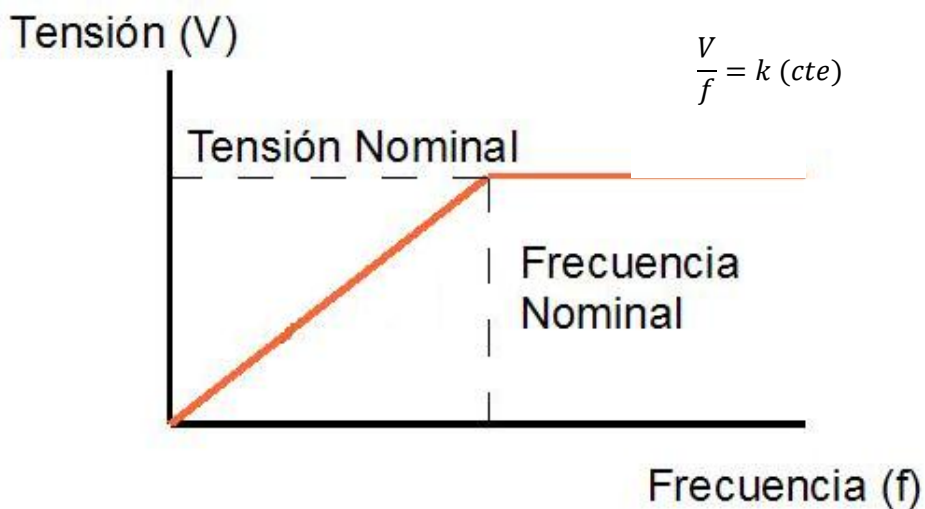 Tensión (V)
V
f
= k (cte)
Tensión Nominal
Frecuencia
Nominal
Frecuencia (f)